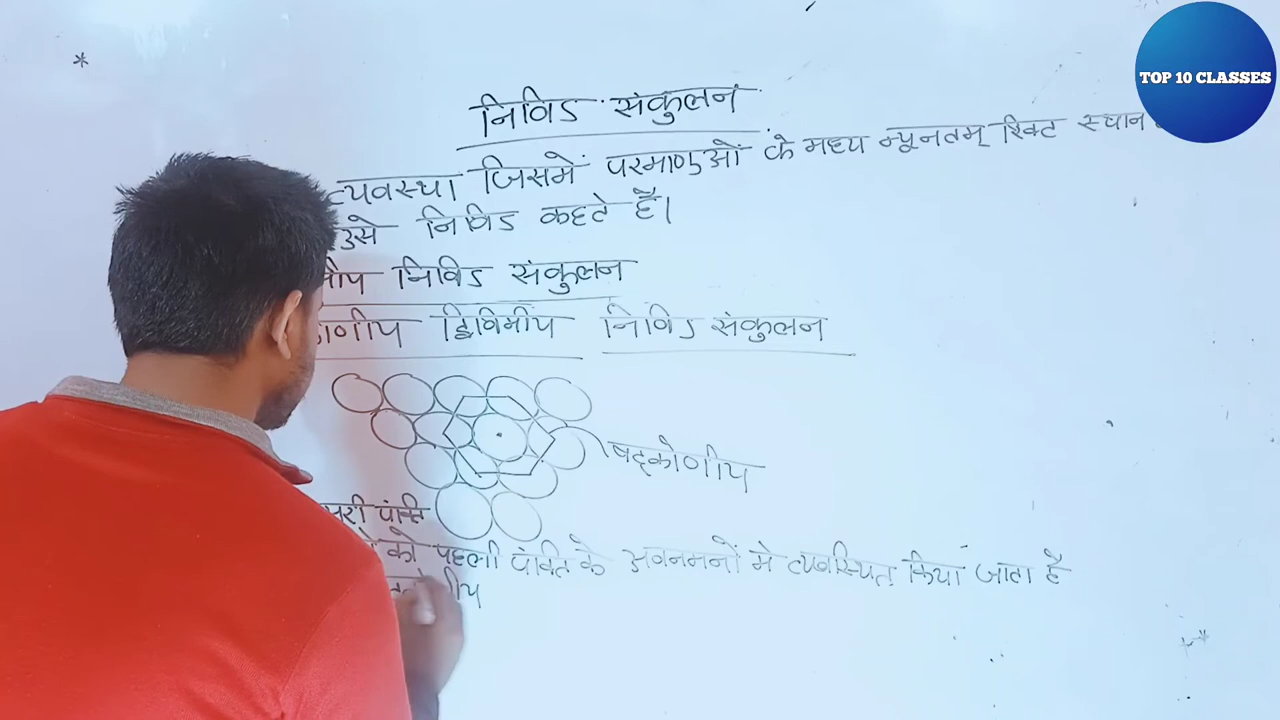 TOP 10 CLASSES
निविड संकुलन
व्यवस्था जिसमें परमाणुओं के मध्य न्यूनतम् रिक्ट स्थान
उसे निविड कहते है।
निविड संकुलन
द्विविमीय निविड संकुलन
षट्कोणीय
पंक्ति
को पहली पंक्ति के अवनमनों मे व्यवस्थित किया जाता है